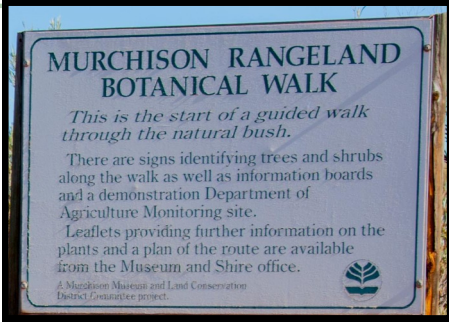 MURCHISON RANGELAND
BOTANICAL WALK
This is the start of a guided walk
through the natural bush.
There are signs identifying trees and shrubs
along the walk as well as information boards
and a demonstration Department of
Agriculture Monitoring site.
Leaflets providing further information on the
plants and a plan of the route are available
from the Museum and Shire office.
A Murchison Museum and Land Conservation
District Committee project.